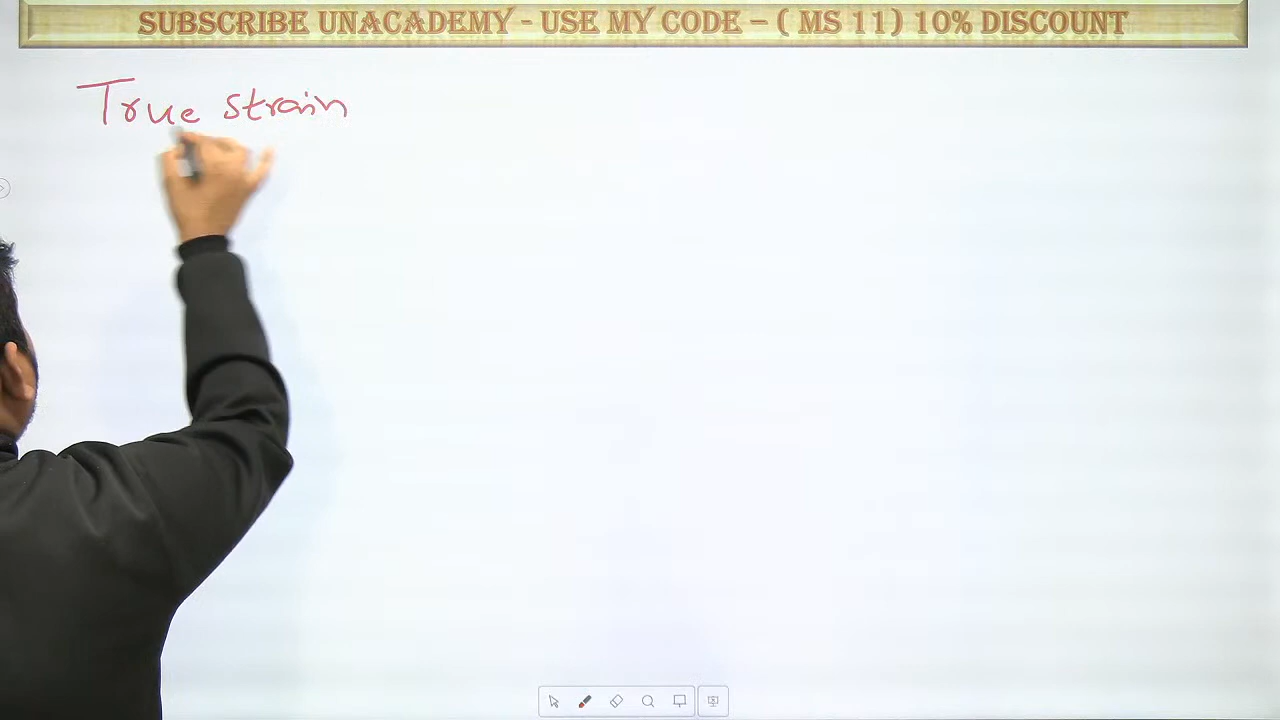 SUBSCRIBE UNACADEMY - USE MY CODE – ( MS 11) 10% DISCOUNT
True strain